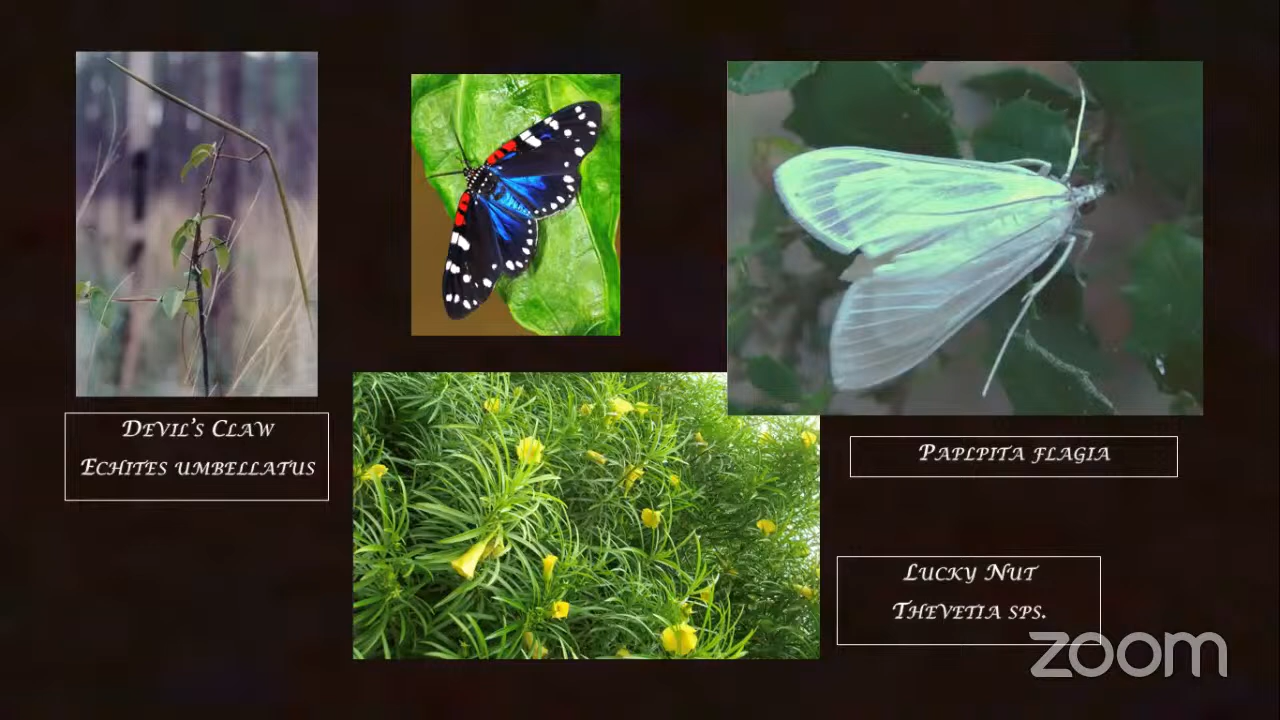 Devil's Claw
Echites umbellatus
Paplpita flagia
Lucky Nut
Thevetia sps.
zoom